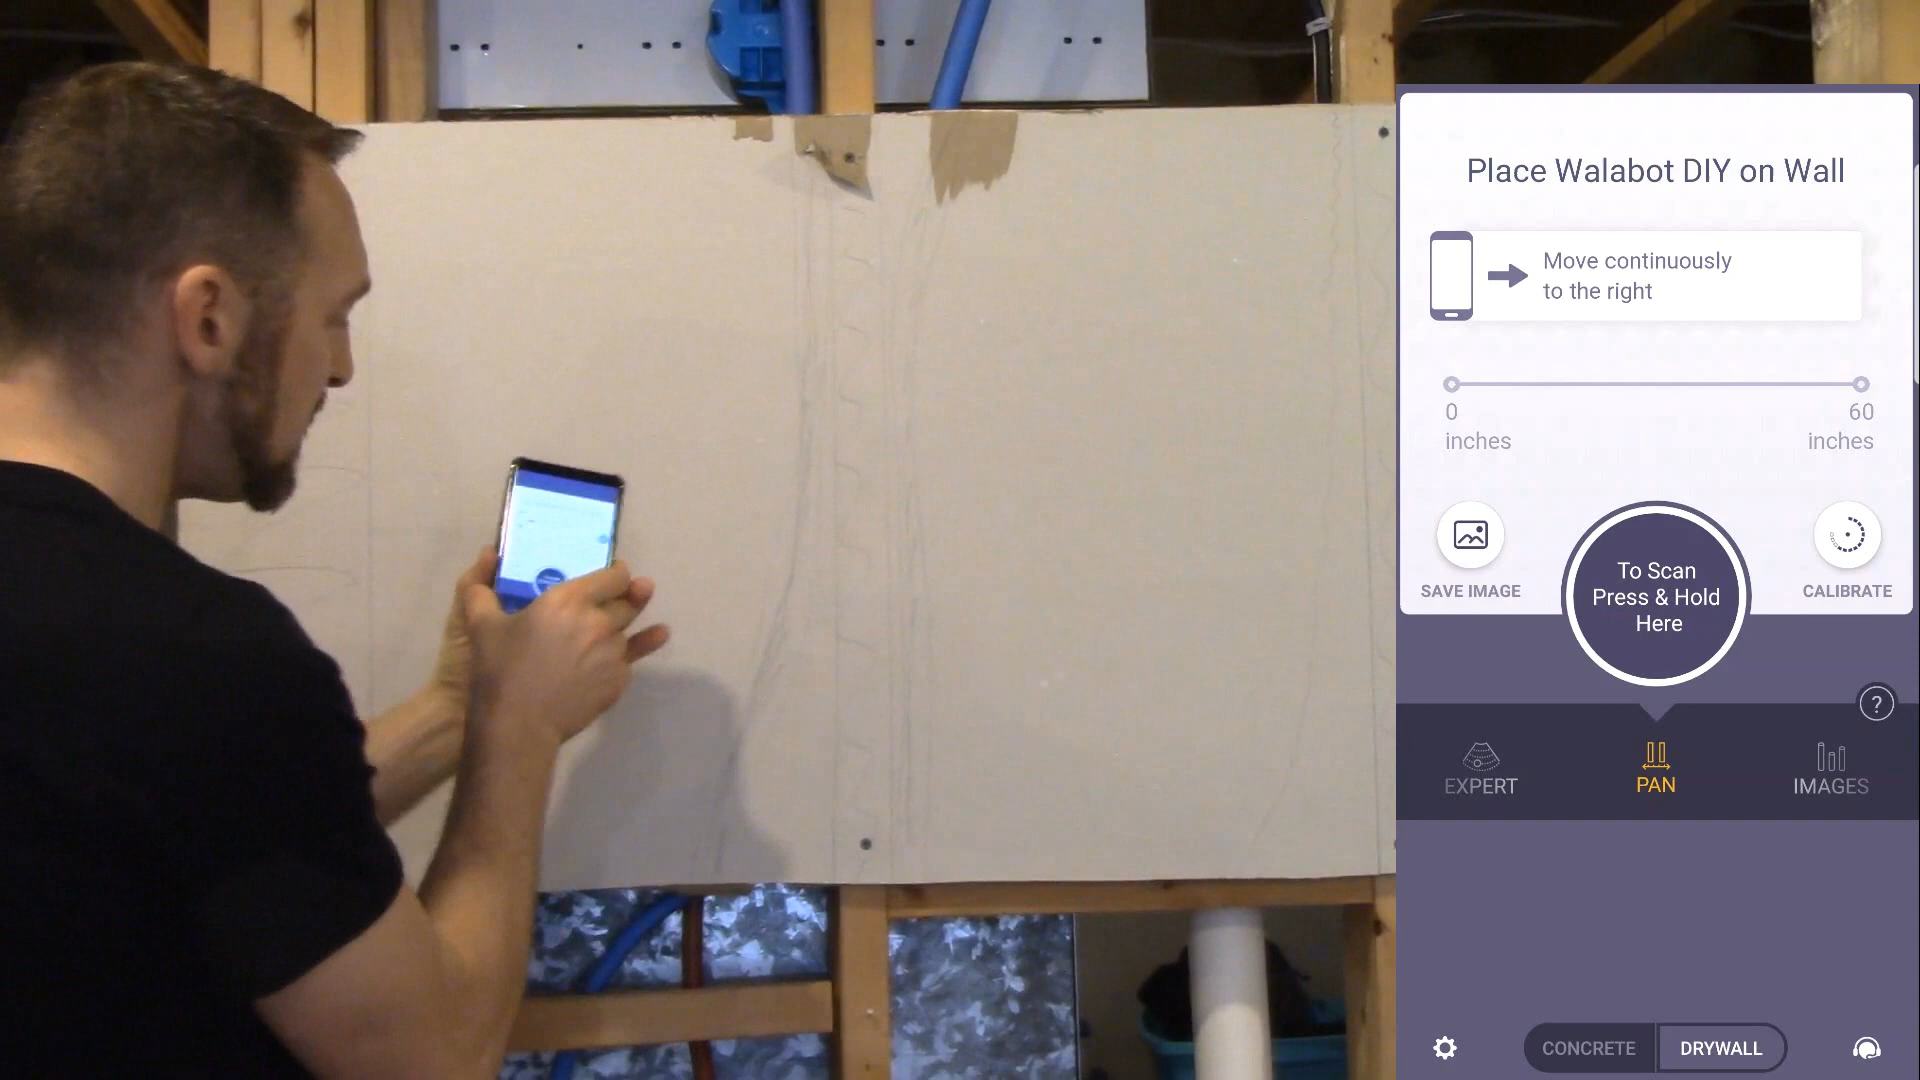 Place Walabot DIY on Wall
Move continuously
to the right
0
inches
60
inches
SAVE IMAGE
To Scan
Press & Hold
Here
CALIBRATE
?
EXPERT
PAN
IMAGES
CONCRETE
DRYWALL